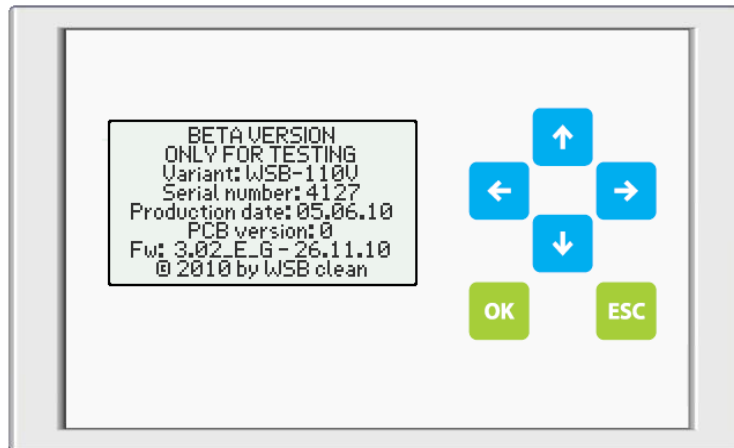 BETA VERSION
ONLY FOR TESTING
Variant: WSB-110V
Serial number: 4127
Production date: 05.06.10
PCB version: 0
Fw: 3.02_E_G - 26.11.10
© 2010 by WSB clean
↑
← →
↓
OK ESC